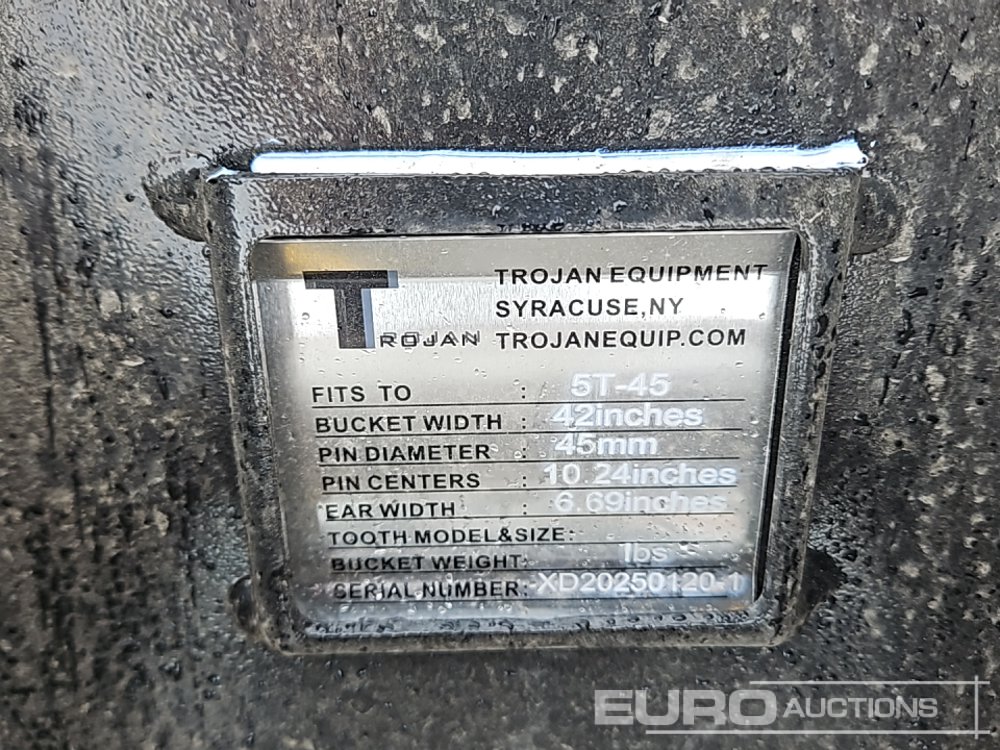 TROJAN
TROJAN EQUIPMENT
SYRACUSE,NY
TROJANEQUIP.COM
FITS TO : 5T-45
BUCKET WIDTH : 42inches
PIN DIAMETER : 45mm
PIN CENTERS : 10.24inches
EAR WIDTH : 6.69inches
TOOTH MODEL&SIZE:
BUCKET WEIGHT: lbs
SERIAL NUMBER: XD20250120-1
EURO AUCTIONS